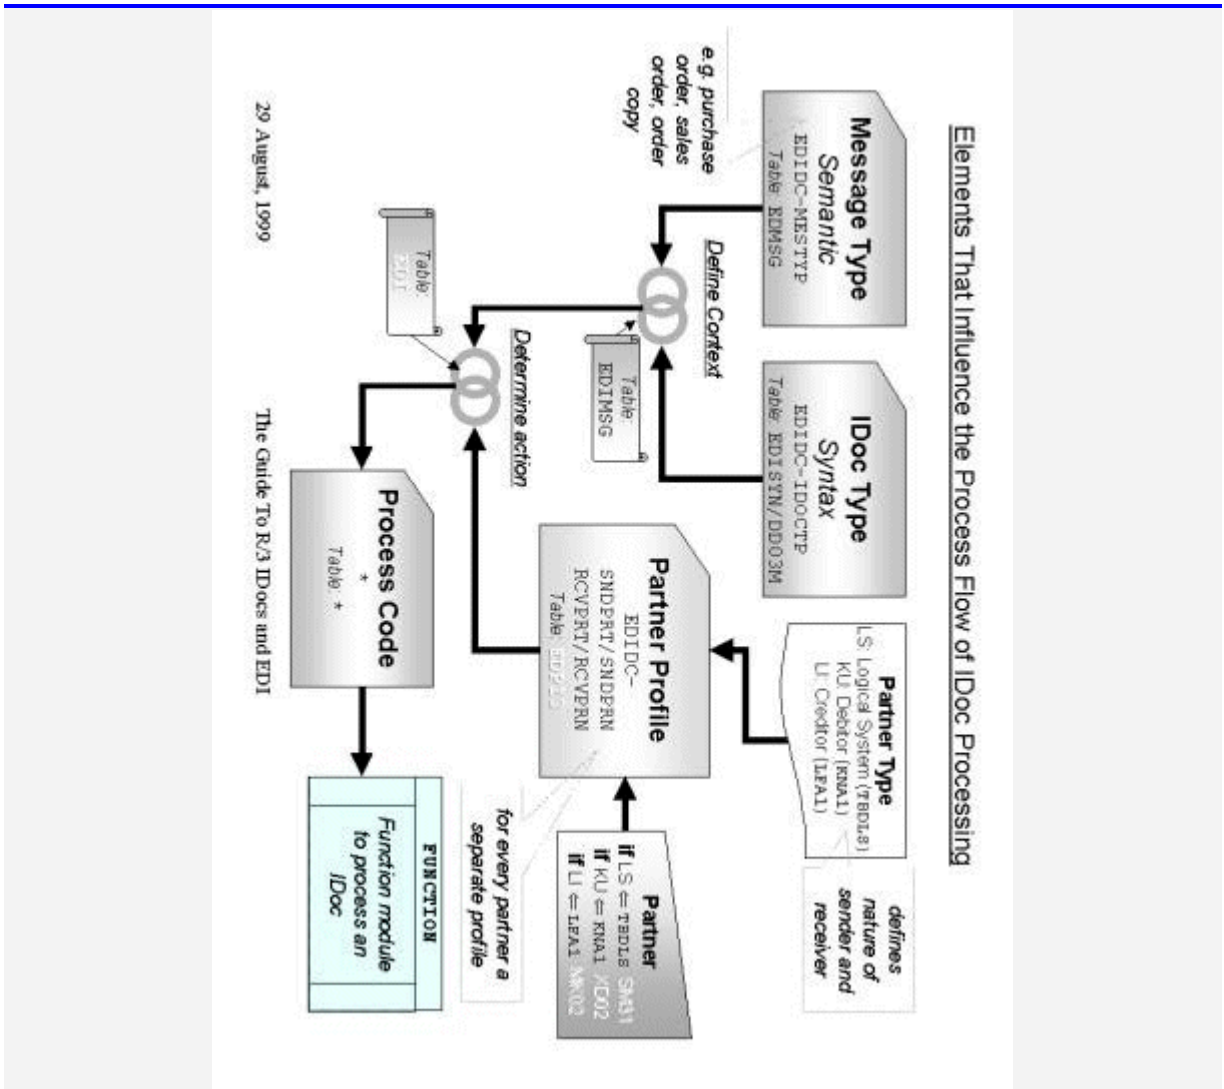 Elements That Influence the Process Flow of IDoc Processing
Message Type
Semantic
EDIDC-MESTYP
Table: EDMSG
e.g. purchase
order, sales
order, order
copy
IDoc Type
Syntax
EDIDC-IDOCTP
Table: EDISYN/DD03M
Partner Type
LS: Logical System (TBDLS)
KU: Debitor (KNA1)
LI: Creditor (LFA1)
defines
nature of
sender and
receiver
Define Context
Table:
EDIMSG
Partner Profile
EDIDC-
SNDPRT/SNDPRN
RCVPRT/RCVPRN
Table:
Partner
if LS ⇐ TBDLS SM31
if KU ⇐ KNA1 XD02
if LI ⇐ LFA1 MK02
for every partner a
separate profile
Determine action
Table:
EDI
Process Code
*
Table: *
FUNCTION
Function module
to process an
IDoc
29 August, 1999
The Guide To R/3 IDocs and EDI